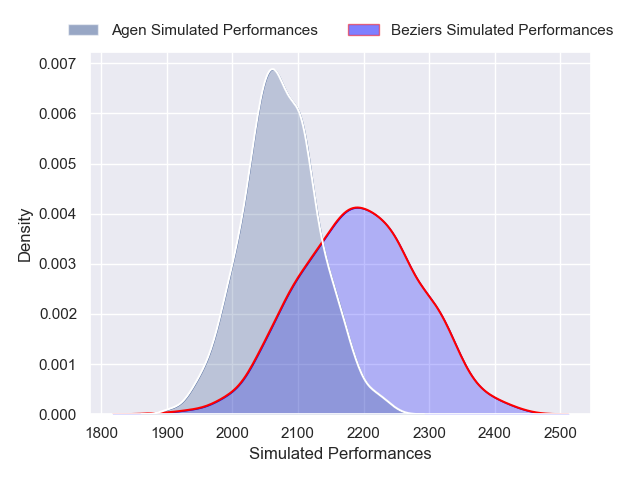 Agen Simulated Performances Beziers Simulated Performances
0.007
0.006
0.005
0.004
0.003
0.002
0.001
0.000
Density
1800 1900 2000 2100 2200 2300 2400 2500
Simulated Performances